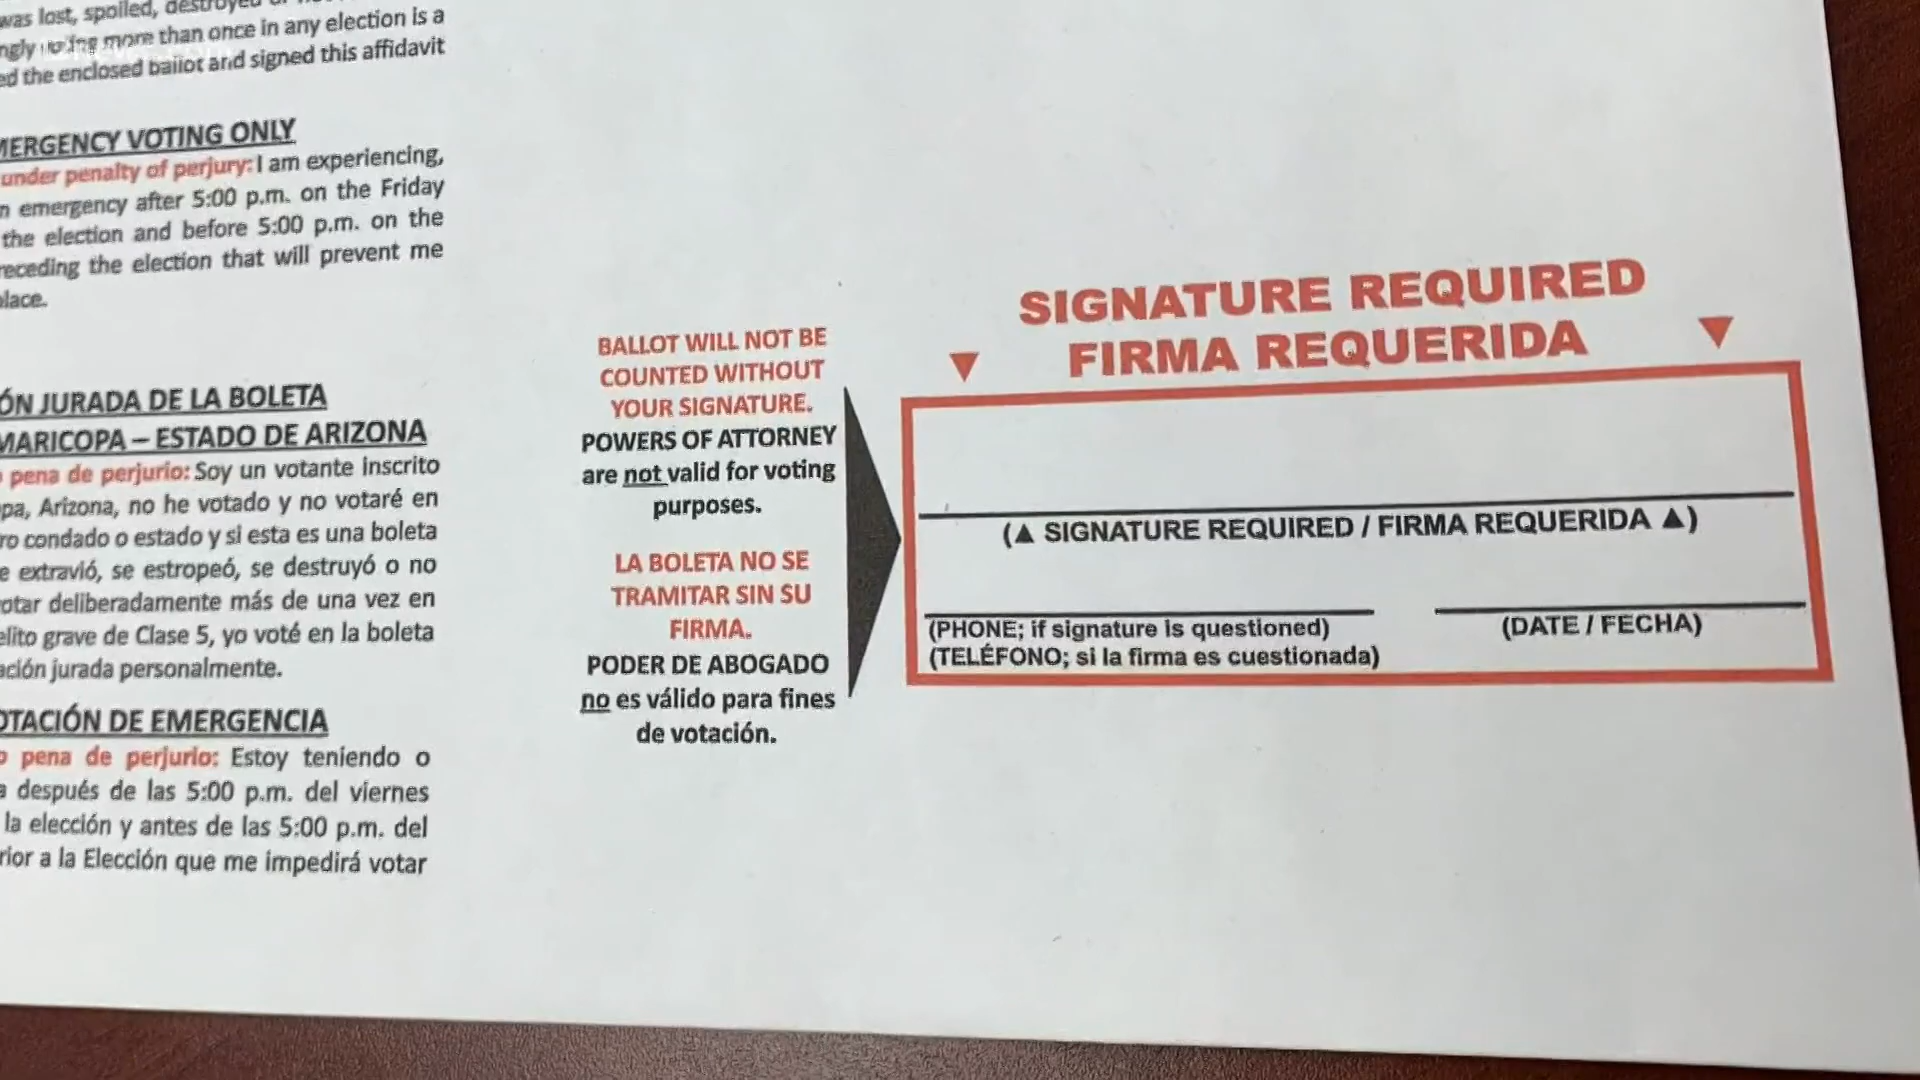 was lost, spoiled, destroyed
more than once in any election is a
the enclosed ballot and signed this affidavit
MERGENCY VOTING ONLY
under penalty of perjury: I am experiencing,
emergency after 5:00 p.m. on the Friday
the election and before 5:00 p.m. on the
receding the election that will prevent me
lace.
ÓN JURADA DE LA BOLETA
MARICOPA – ESTADO DE ARIZONA
pena de perjurio: Soy un votante inscrito
pa, Arizona, no he votado y no votaré en
ro condado o estado y si esta es una boleta
e extravió, se estropeó, se destruyó o no
otar deliberadamente más de una vez en
elito grave de Clase 5, yo voté en la boleta
ación jurada personalmente.
OTACIÓN DE EMERGENCIA
o pena de perjurio: Estoy teniendo o
a después de las 5:00 p.m. del viernes
la elección y antes de las 5:00 p.m. del
rior a la Elección que me impedirá votar
BALLOT WILL NOT BE
COUNTED WITHOUT
YOUR SIGNATURE.
POWERS OF ATTORNEY
are not valid for voting
purposes.
LA BOLETA NO SE
TRAMITAR SIN SU
FIRMA.
PODER DE ABOGADO
no es válido para fines
de votación.
SIGNATURE REQUIRED
FIRMA REQUERIDA
(▲ SIGNATURE REQUIRED / FIRMA REQUERIDA ▲)
(PHONE; if signature is questioned)
(TELÉFONO; si la firma es cuestionada)
(DATE / FECHA)